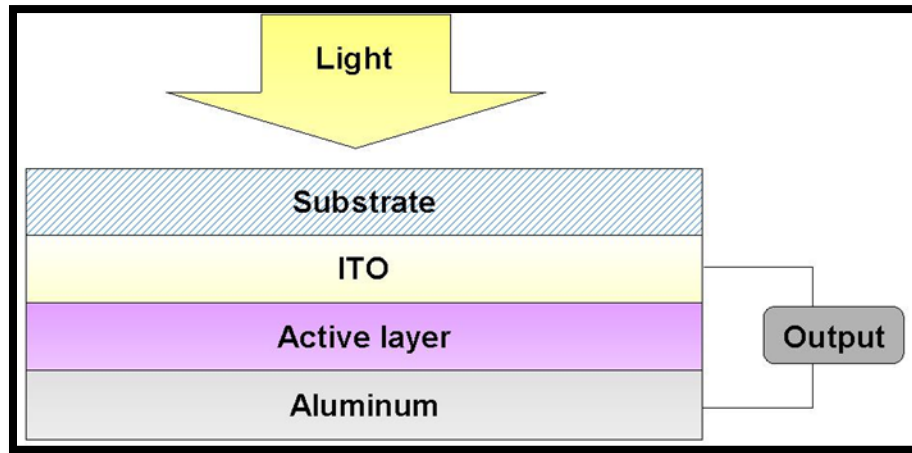 Light
Substrate
ITO
Active layer
Output
Aluminum